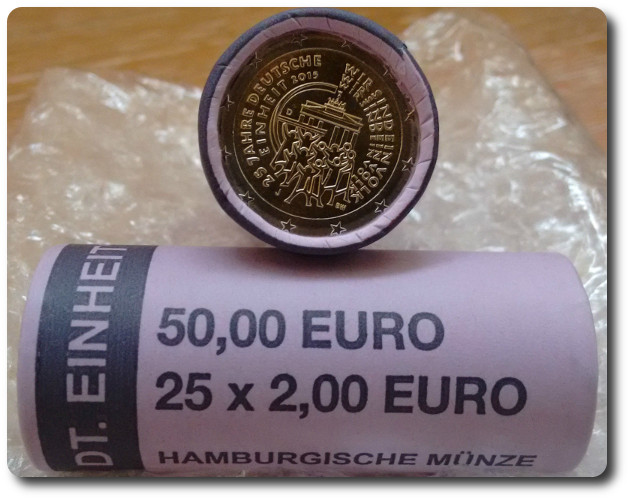 25 JAHRE DEUTSCHE
EINHEIT 2015
WIR SIND EIN VOLK
D
DT. EINHEIT
50,00 EURO
25 x 2,00 EURO
HAMBURGISCHE MÜNZE